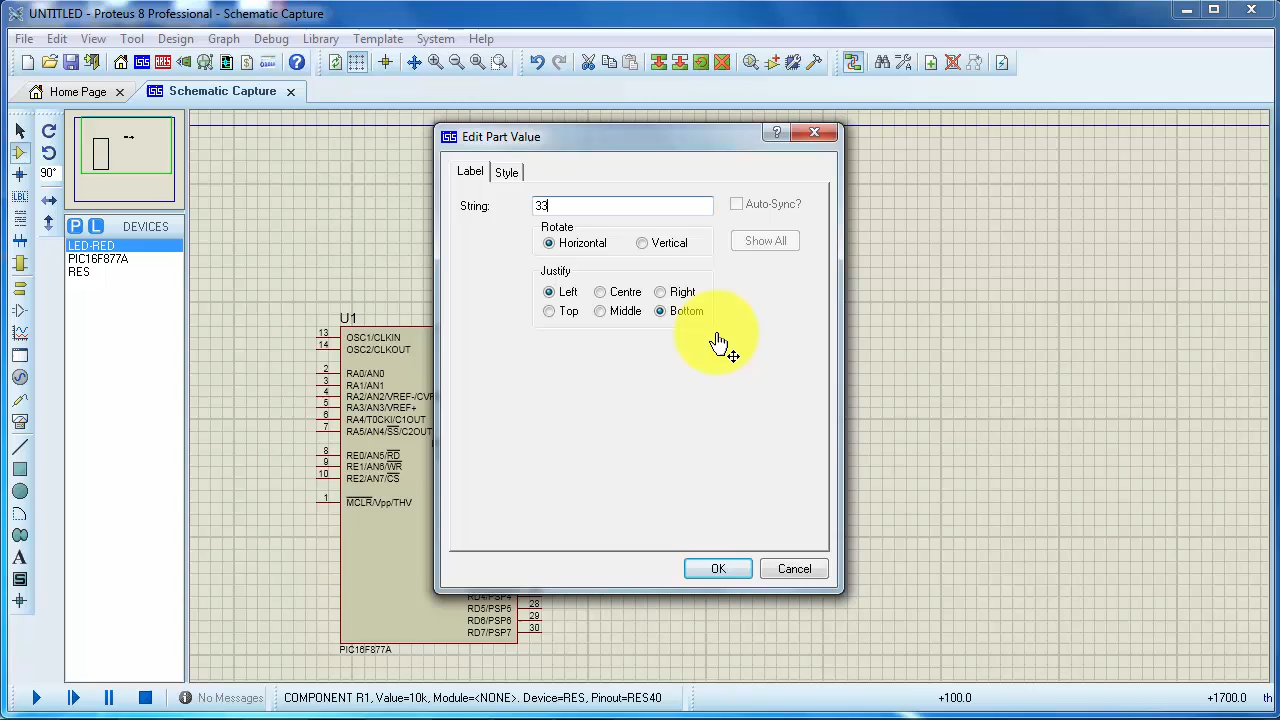 UNTITLED - Proteus 8 Professional - Schematic Capture
File Edit View Tool Design Graph Debug Library Template System Help
Home Page
Schematic Capture
Edit Part Value
Label
Style
String:
33
Auto-Sync?
Rotate
Horizontal
Vertical
Show All
Justify
Left
Centre
Right
Top
Middle
Bottom
OK
Cancel
90°
LBL
A
S
P L DEVICES
LED-RED
PIC16F877A
RES
U1
13 OSC1/CLKIN
14 OSC2/CLKOUT
2 RA0/AN0
3 RA1/AN1
4 RA2/AN2/VREF-/CVR
5 RA3/AN3/VREF+
6 RA4/T0CKI/C1OUT
7 RA5/AN4/SS/C2OUT
8 RE0/AN5/RD
9 RE1/AN6/WR
10 RE2/AN7/CS
1 MCLR/Vpp/THV
RD4/PSP4
RD5/PSP5 28
RD6/PSP6 29
RD7/PSP7 30
PIC16F877A
No Messages
COMPONENT R1, Value=10k, Module=<NONE>, Device=RES, Pinout=RES40
+100.0
+1700.0
th